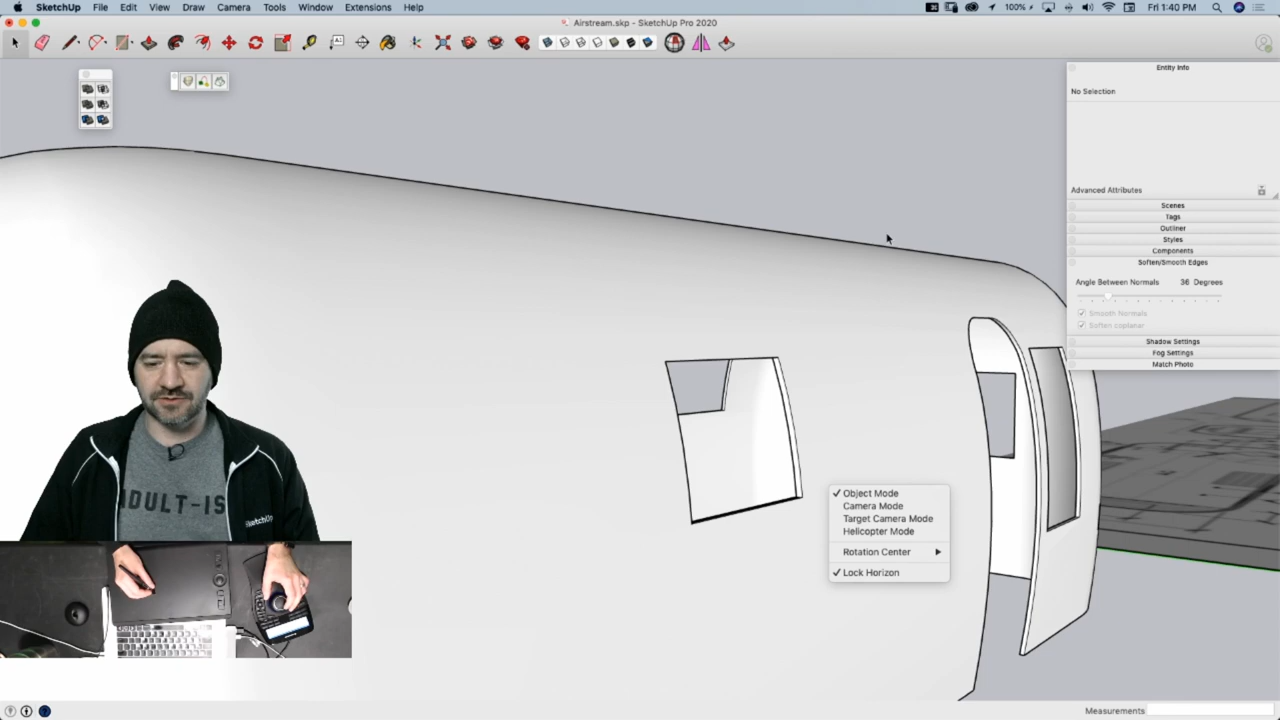 SketchUp File Edit View Draw Camera Tools Window Extensions Help 100% Fri 1:40 PM
Airstream.skp - SketchUp Pro 2020
Entity Info
No Selection
Advanced Attributes
Scenes
Tags
Outliner
Styles
Components
Soften/Smooth Edges
Angle Between Normals 36 Degrees
Smooth Normals
Soften coplanar
Shadow Settings
Fog Settings
Match Photo
Object Mode
Camera Mode
Target Camera Mode
Helicopter Mode
Rotation Center
Lock Horizon
ADULT-IS
SketchUp
Measurements